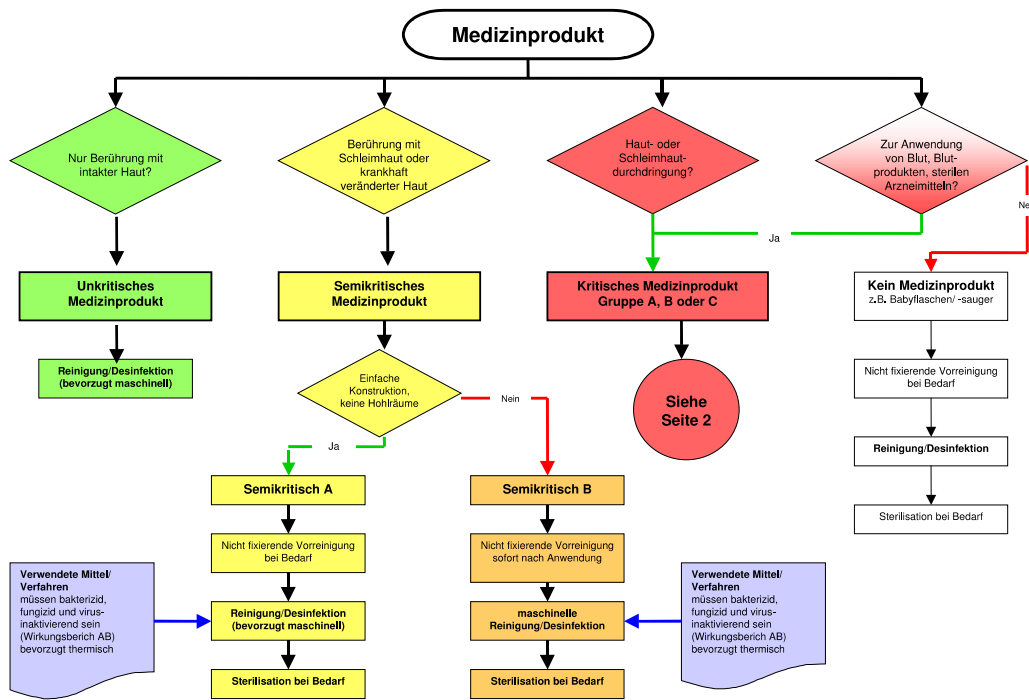 Medizinprodukt
Nur Berührung mit
intakter Haut?
Berührung mit
Schleimhaut oder
krankhaft
veränderter Haut
Haut- oder
Schleimhaut-
durchdringung?
Zur Anwendung
von Blut, Blut-
produkten, sterilen
Arzneimitteln?
Ja
Unkritisches
Medizinprodukt
Semikritisches
Medizinprodukt
Kritisches Medizinprodukt
Gruppe A, B oder C
Kein Medizinprodukt
z.B. Babyflaschen/ -sauger
Reinigung/Desinfektion
(bevorzugt maschinell)
Einfache
Konstruktion,
keine Hohlräume
Nein
Ja
Siehe
Seite 2
Nicht fixierende Vorreinigung
bei Bedarf
Reinigung/Desinfektion
Sterilisation bei Bedarf
Semikritisch A
Semikritisch B
Nicht fixierende Vorreinigung
bei Bedarf
Nicht fixierende Vorreinigung
sofort nach Anwendung
Verwendete Mittel/
Verfahren
müssen bakterizid,
fungizid und virus-
inaktivierend sein
(Wirkungsberich AB)
bevorzugt thermisch
Reinigung/Desinfektion
(bevorzugt maschinell)
maschinelle
Reinigung/Desinfektion
Verwendete Mittel/
Verfahren
müssen bakterizid,
fungizid und virus-
inaktivierend sein
(Wirkungsberich AB)
bevorzugt thermisch
Sterilisation bei Bedarf
Sterilisation bei Bedarf